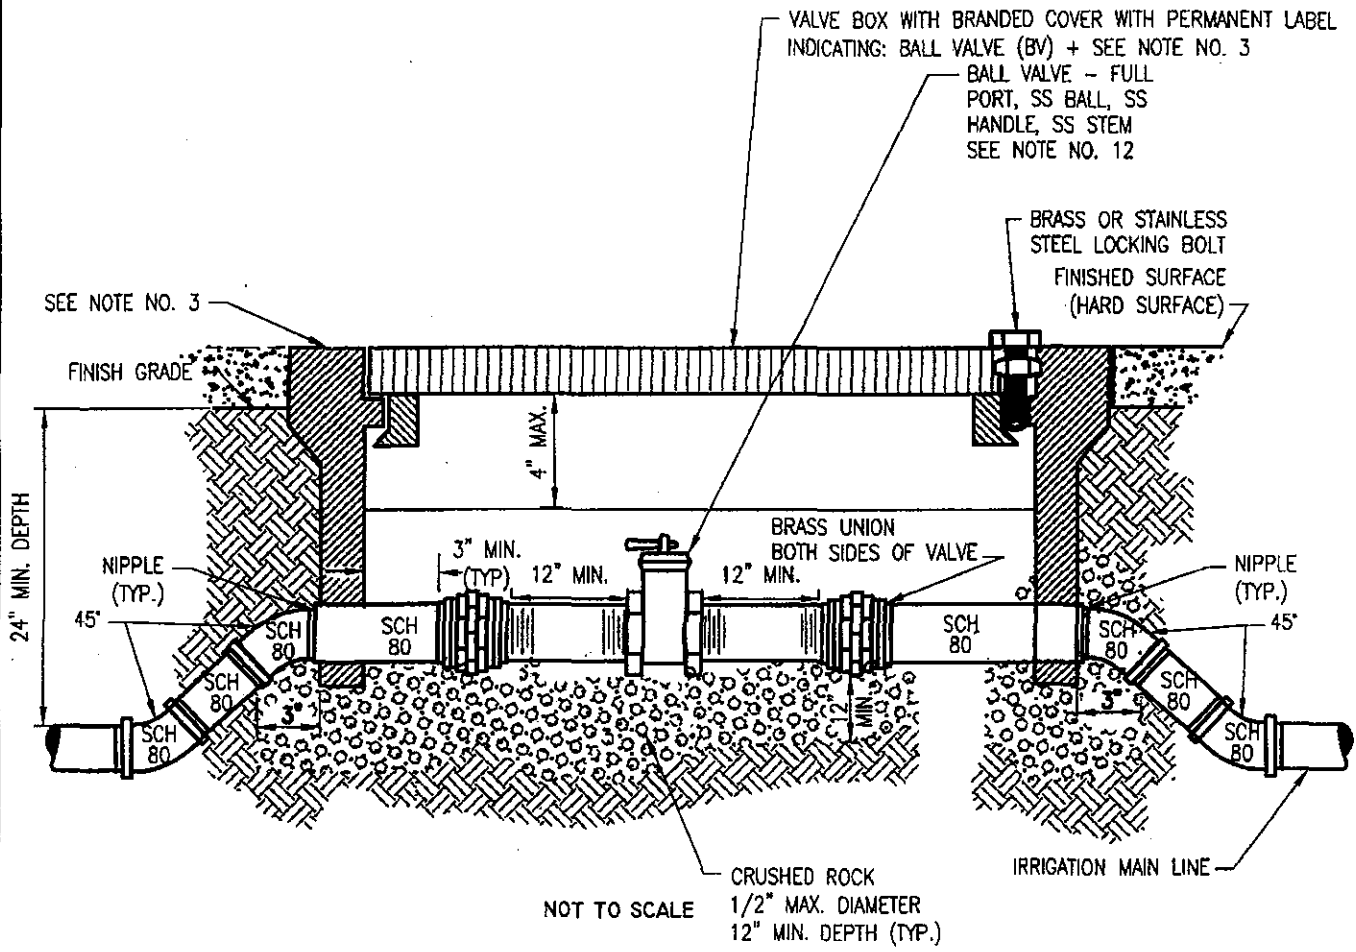 VALVE BOX WITH BRANDED COVER WITH PERMANENT LABEL
INDICATING: BALL VALVE (BV) + SEE NOTE NO. 3
BALL VALVE - FULL
PORT, SS BALL, SS
HANDLE, SS STEM
SEE NOTE NO. 12
BRASS OR STAINLESS
STEEL LOCKING BOLT
FINISHED SURFACE
(HARD SURFACE)
SEE NOTE NO. 3
FINISH GRADE
4" MAX.
24" MIN. DEPTH
BRASS UNION
BOTH SIDES OF VALVE
3" MIN.
(TYP)
12" MIN.
12" MIN.
NIPPLE
(TYP.)
NIPPLE
(TYP.)
45°
45°
SCH
80
SCH
80
SCH
80
SCH
80
SCH
80
SCH
80
SCH
80
SCH
80
3"
3"
12
MIN.
CRUSHED ROCK
1/2" MAX. DIAMETER
12" MIN. DEPTH (TYP.)
NOT TO SCALE
IRRIGATION MAIN LINE